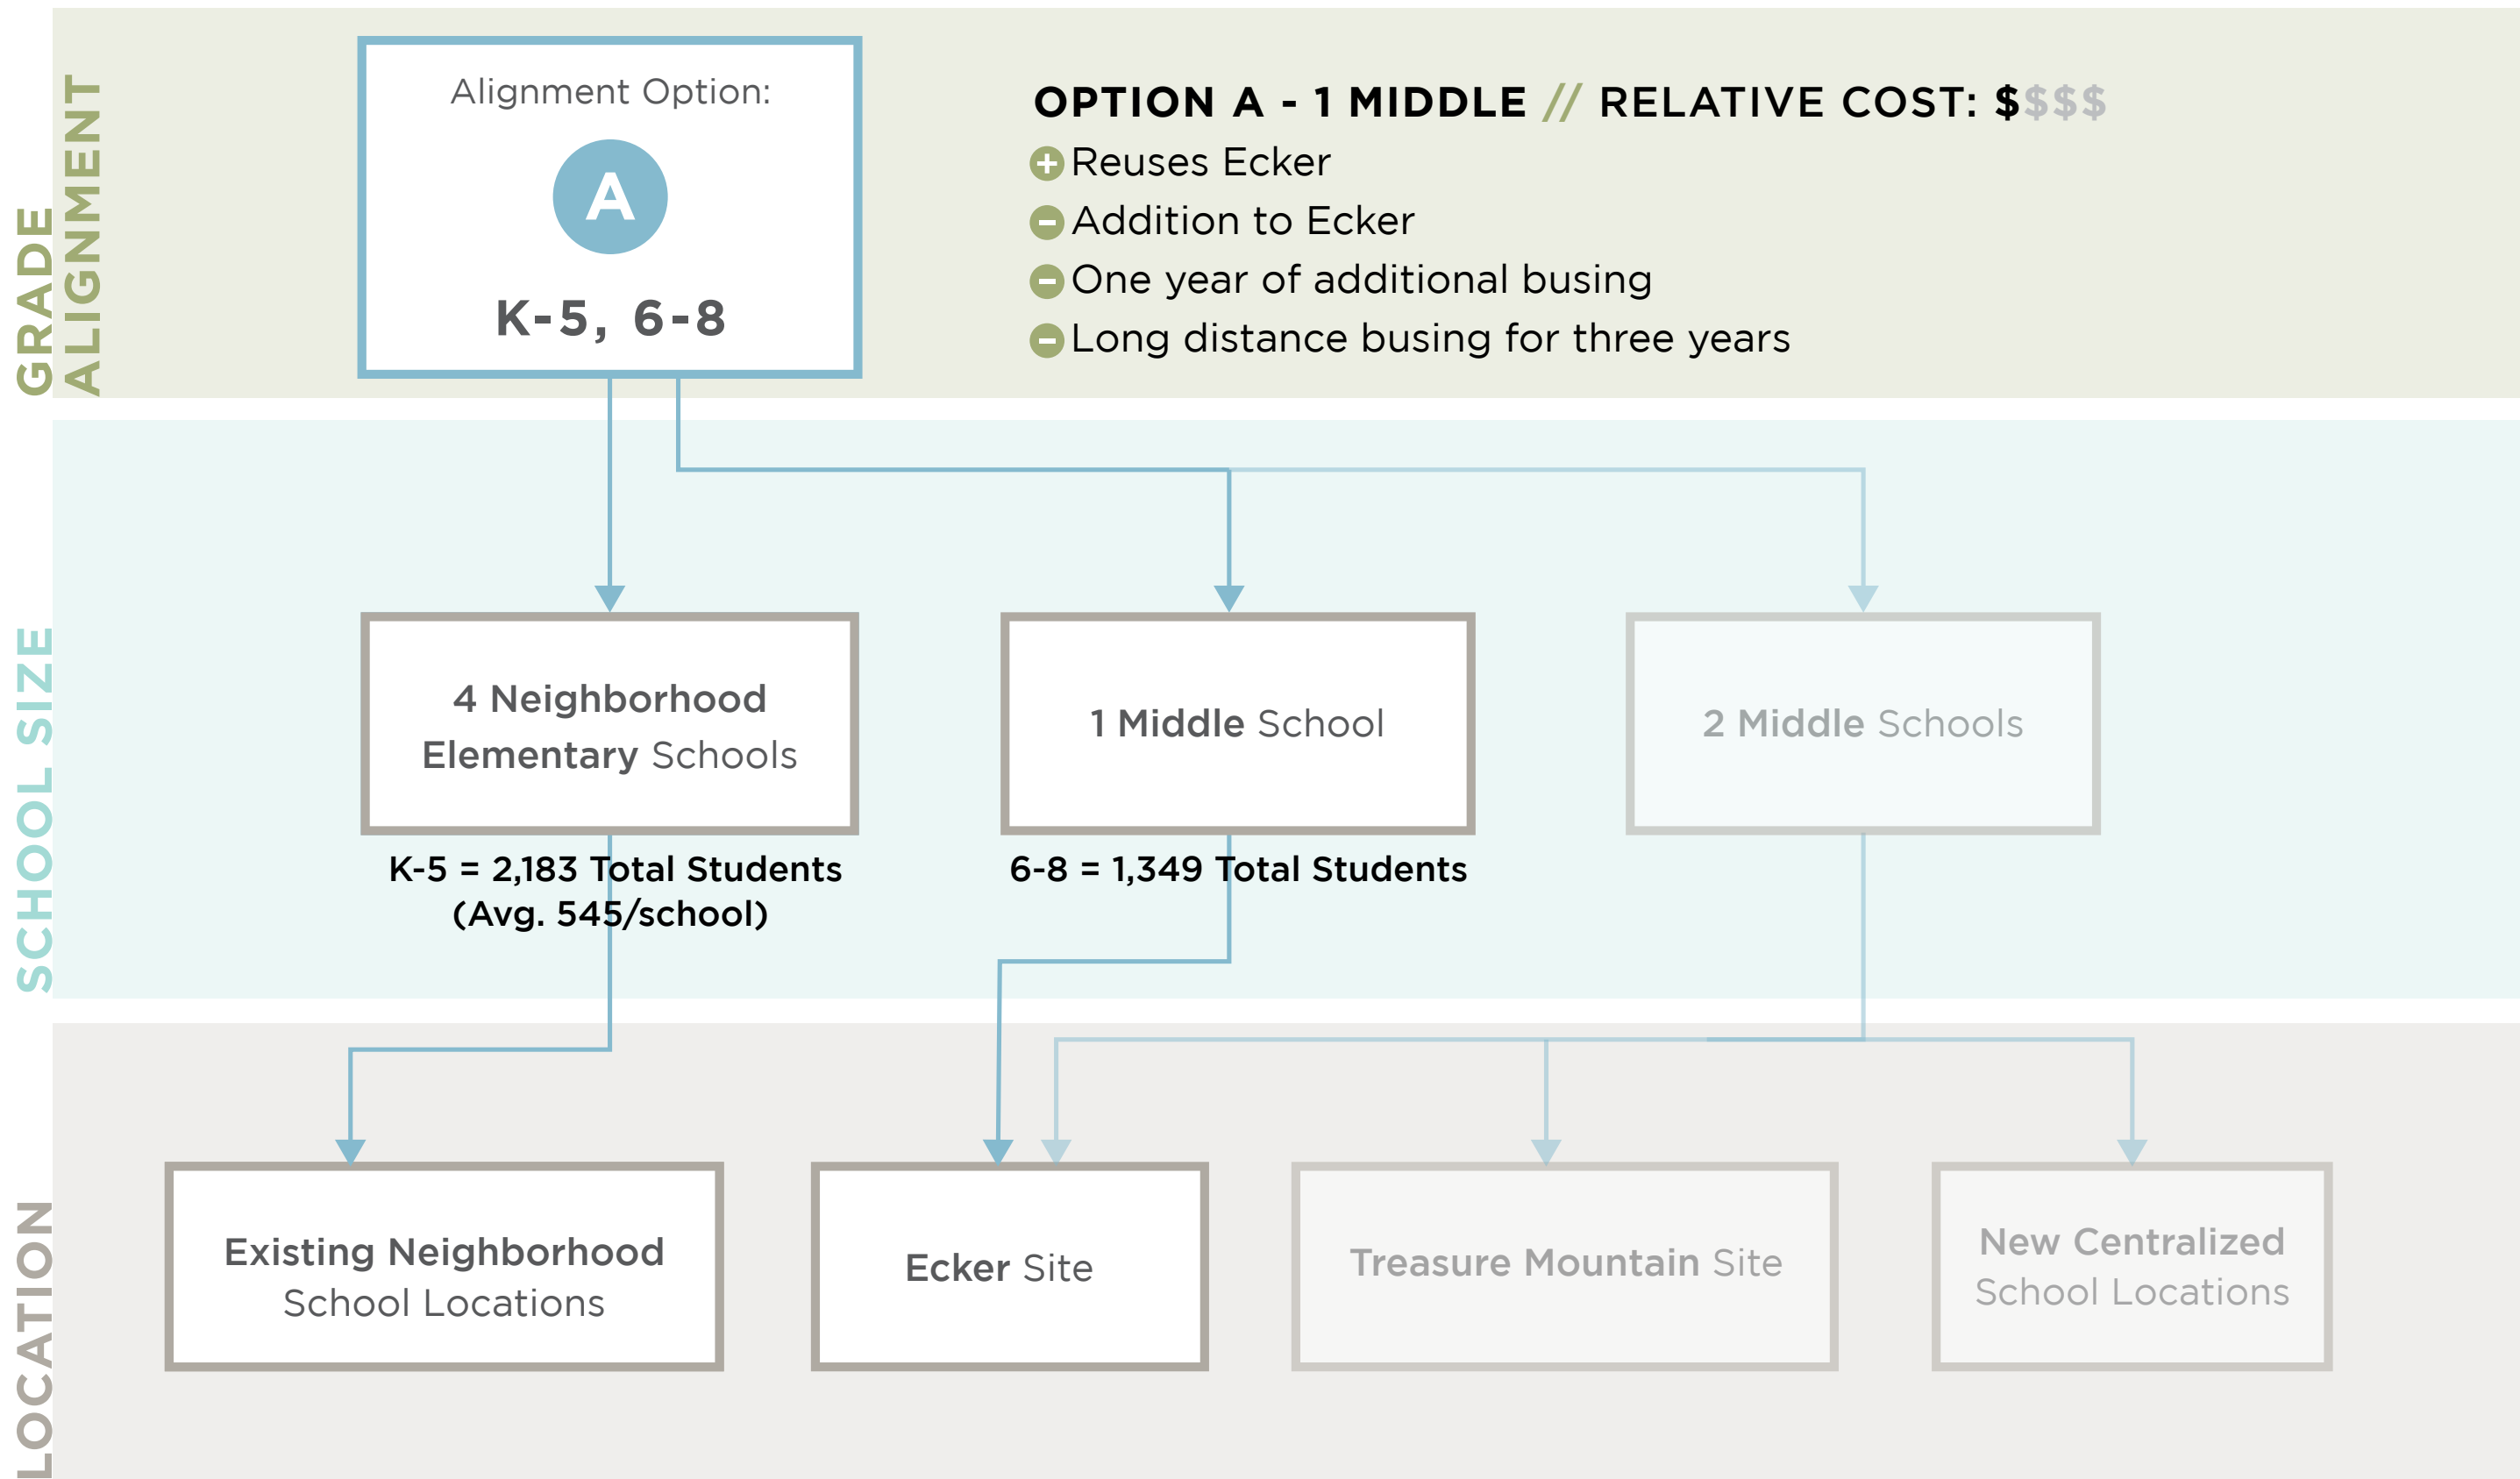 GRADE
ALIGNMENT
Alignment Option:
A
K-5, 6-8
OPTION A - 1 MIDDLE // RELATIVE COST: $$$$
+ Reuses Ecker
- Addition to Ecker
- One year of additional busing
- Long distance busing for three years
SCHOOL SIZE
4 Neighborhood
Elementary Schools
K-5 = 2,183 Total Students
(Avg. 545/school)
1 Middle School
6-8 = 1,349 Total Students
2 Middle Schools
LOCATION
Existing Neighborhood
School Locations
Ecker Site
Treasure Mountain Site
New Centralized
School Locations